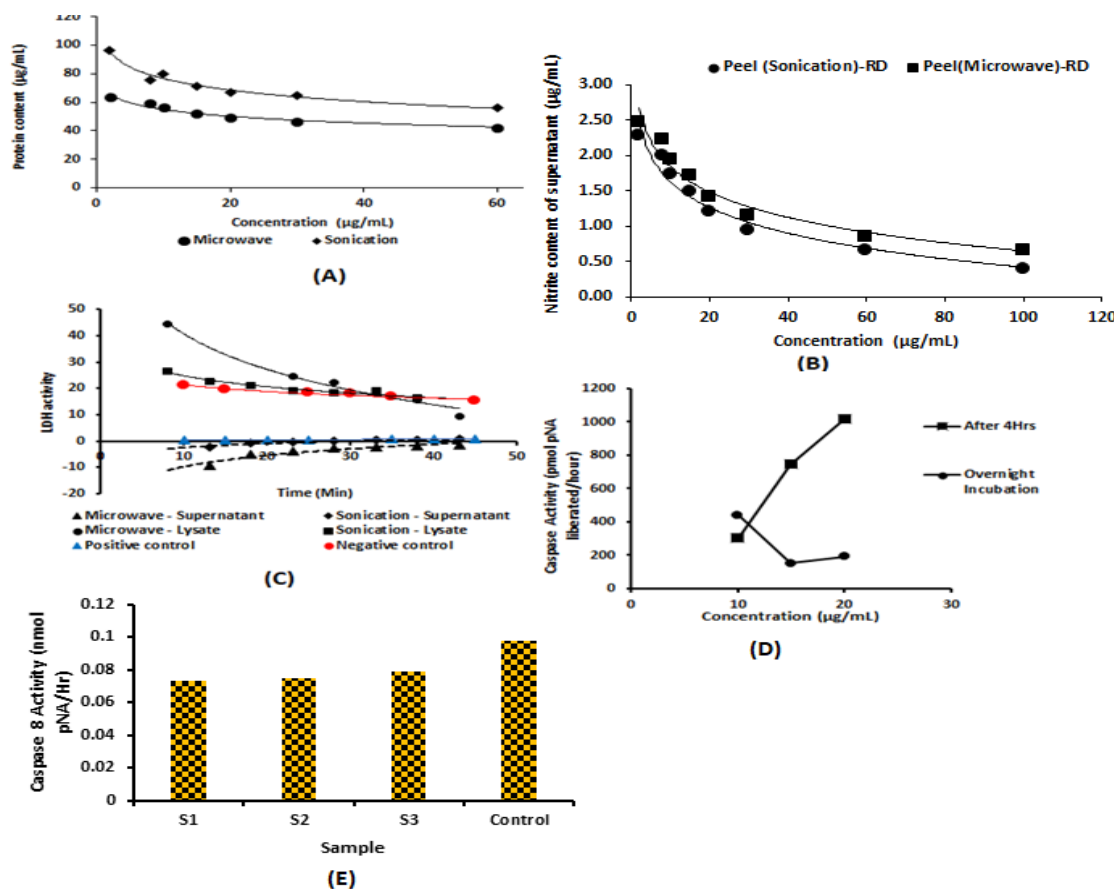 120
100
80
60
40
20
0
Protein content (µg/mL)
0
20
40
60
Concentration (µg/mL)
Microwave
Sonication
(A)
Peel (Sonication)-RD
Peel(Microwave)-RD
3.00
2.50
2.00
1.50
1.00
0.50
0.00
Nitrite content of supernatant (µg/mL)
0
20
40
60
80
100
120
Concentration (µg/mL)
(B)
50
40
30
20
10
0
-10
-20
LDH activity
0
10
20
30
40
50
Time (Min)
Microwave - Supernatant
Sonication - Supernatant
Microwave - Lysate
Sonication - Lysate
Positive control
Negative control
(C)
1200
1000
800
600
400
200
0
Caspase Activity (pmol pNA
liberated/hour)
0
10
20
30
Concentration (µg/mL)
After 4Hrs
Overnight
Incubation
(D)
0.12
0.1
0.08
0.06
0.04
0.02
0
Caspase 8 Activity (nmol
pNA/Hr)
S1
S2
S3
Control
Sample
(E)